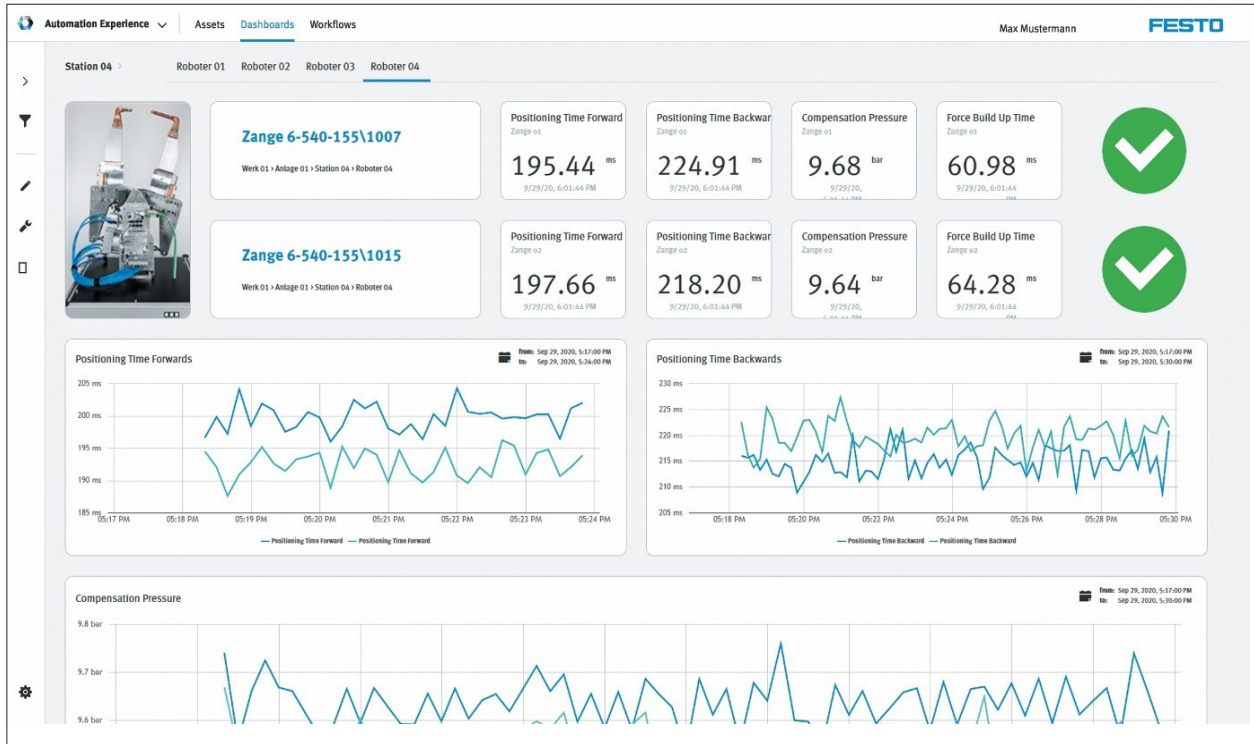 Automation Experience Assets Dashboards Workflows Max Mustermann FESTO
Station 04 Roboter 01 Roboter 02 Roboter 03 Roboter 04
Zange 6-540-155\1007
Werk 01 › Anlage 01 › Station 04 › Roboter 04
Positioning Time Forward
Zange 01
195.44 ms
9/29/20, 6:01:44 PM
Positioning Time Backwar
Zange 01
224.91 ms
9/29/20, 6:01:44 PM
Compensation Pressure
Zange 01
9.68 bar
9/29/20,
6:01:44 PM
Force Build Up Time
Zange 01
60.98 ms
9/29/20, 6:01:44
PM
Zange 6-540-155\1015
Werk 01 › Anlage 01 › Station 04 › Roboter 04
Positioning Time Forward
Zange 02
197.66 ms
9/29/20, 6:01:44 PM
Positioning Time Backwar
Zange 02
218.20 ms
9/29/20, 6:01:44 PM
Compensation Pressure
Zange 02
9.64 bar
9/29/20,
Force Build Up Time
Zange 02
64.28 ms
9/29/20, 6:01:44
PM
Positioning Time Forwards
from: Sep 29, 2020, 5:17:00 PM
to: Sep 29, 2020, 5:24:00 PM
205 ms
200 ms
195 ms
190 ms
185 ms
05:17 PM 05:18 PM 05:19 PM 05:20 PM 05:21 PM 05:22 PM 05:23 PM 05:24 PM
Positioning Time Forward Positioning Time Forward
Positioning Time Backwards
from: Sep 29, 2020, 5:17:00 PM
to: Sep 29, 2020, 5:30:00 PM
230 ms
225 ms
220 ms
215 ms
210 ms
205 ms
05:18 PM 05:20 PM 05:22 PM 05:24 PM 05:26 PM 05:28 PM 05:30 PM
Positioning Time Backward Positioning Time Backward
Compensation Pressure
from: Sep 29, 2020, 5:17:00 PM
to: Sep 29, 2020, 5:30:00 PM
9.8 bar
9.7 bar
9.6 bar